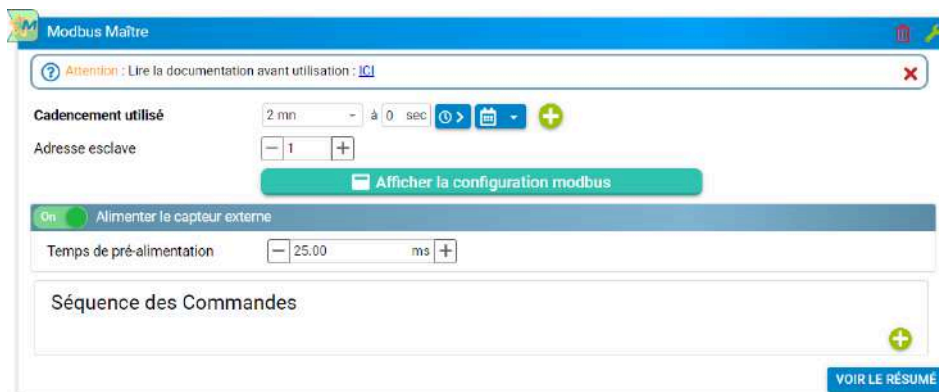 Modbus Maître
Attention : Lire la documentation avant utilisation : ICI
Cadencement utilisé 2 mn à 0 sec
Adresse esclave 1
Afficher la configuration modbus
On Alimenter le capteur externe
Temps de pré-alimentation 25.00 ms
Séquence des Commandes
VOIR LE RÉSUMÉ